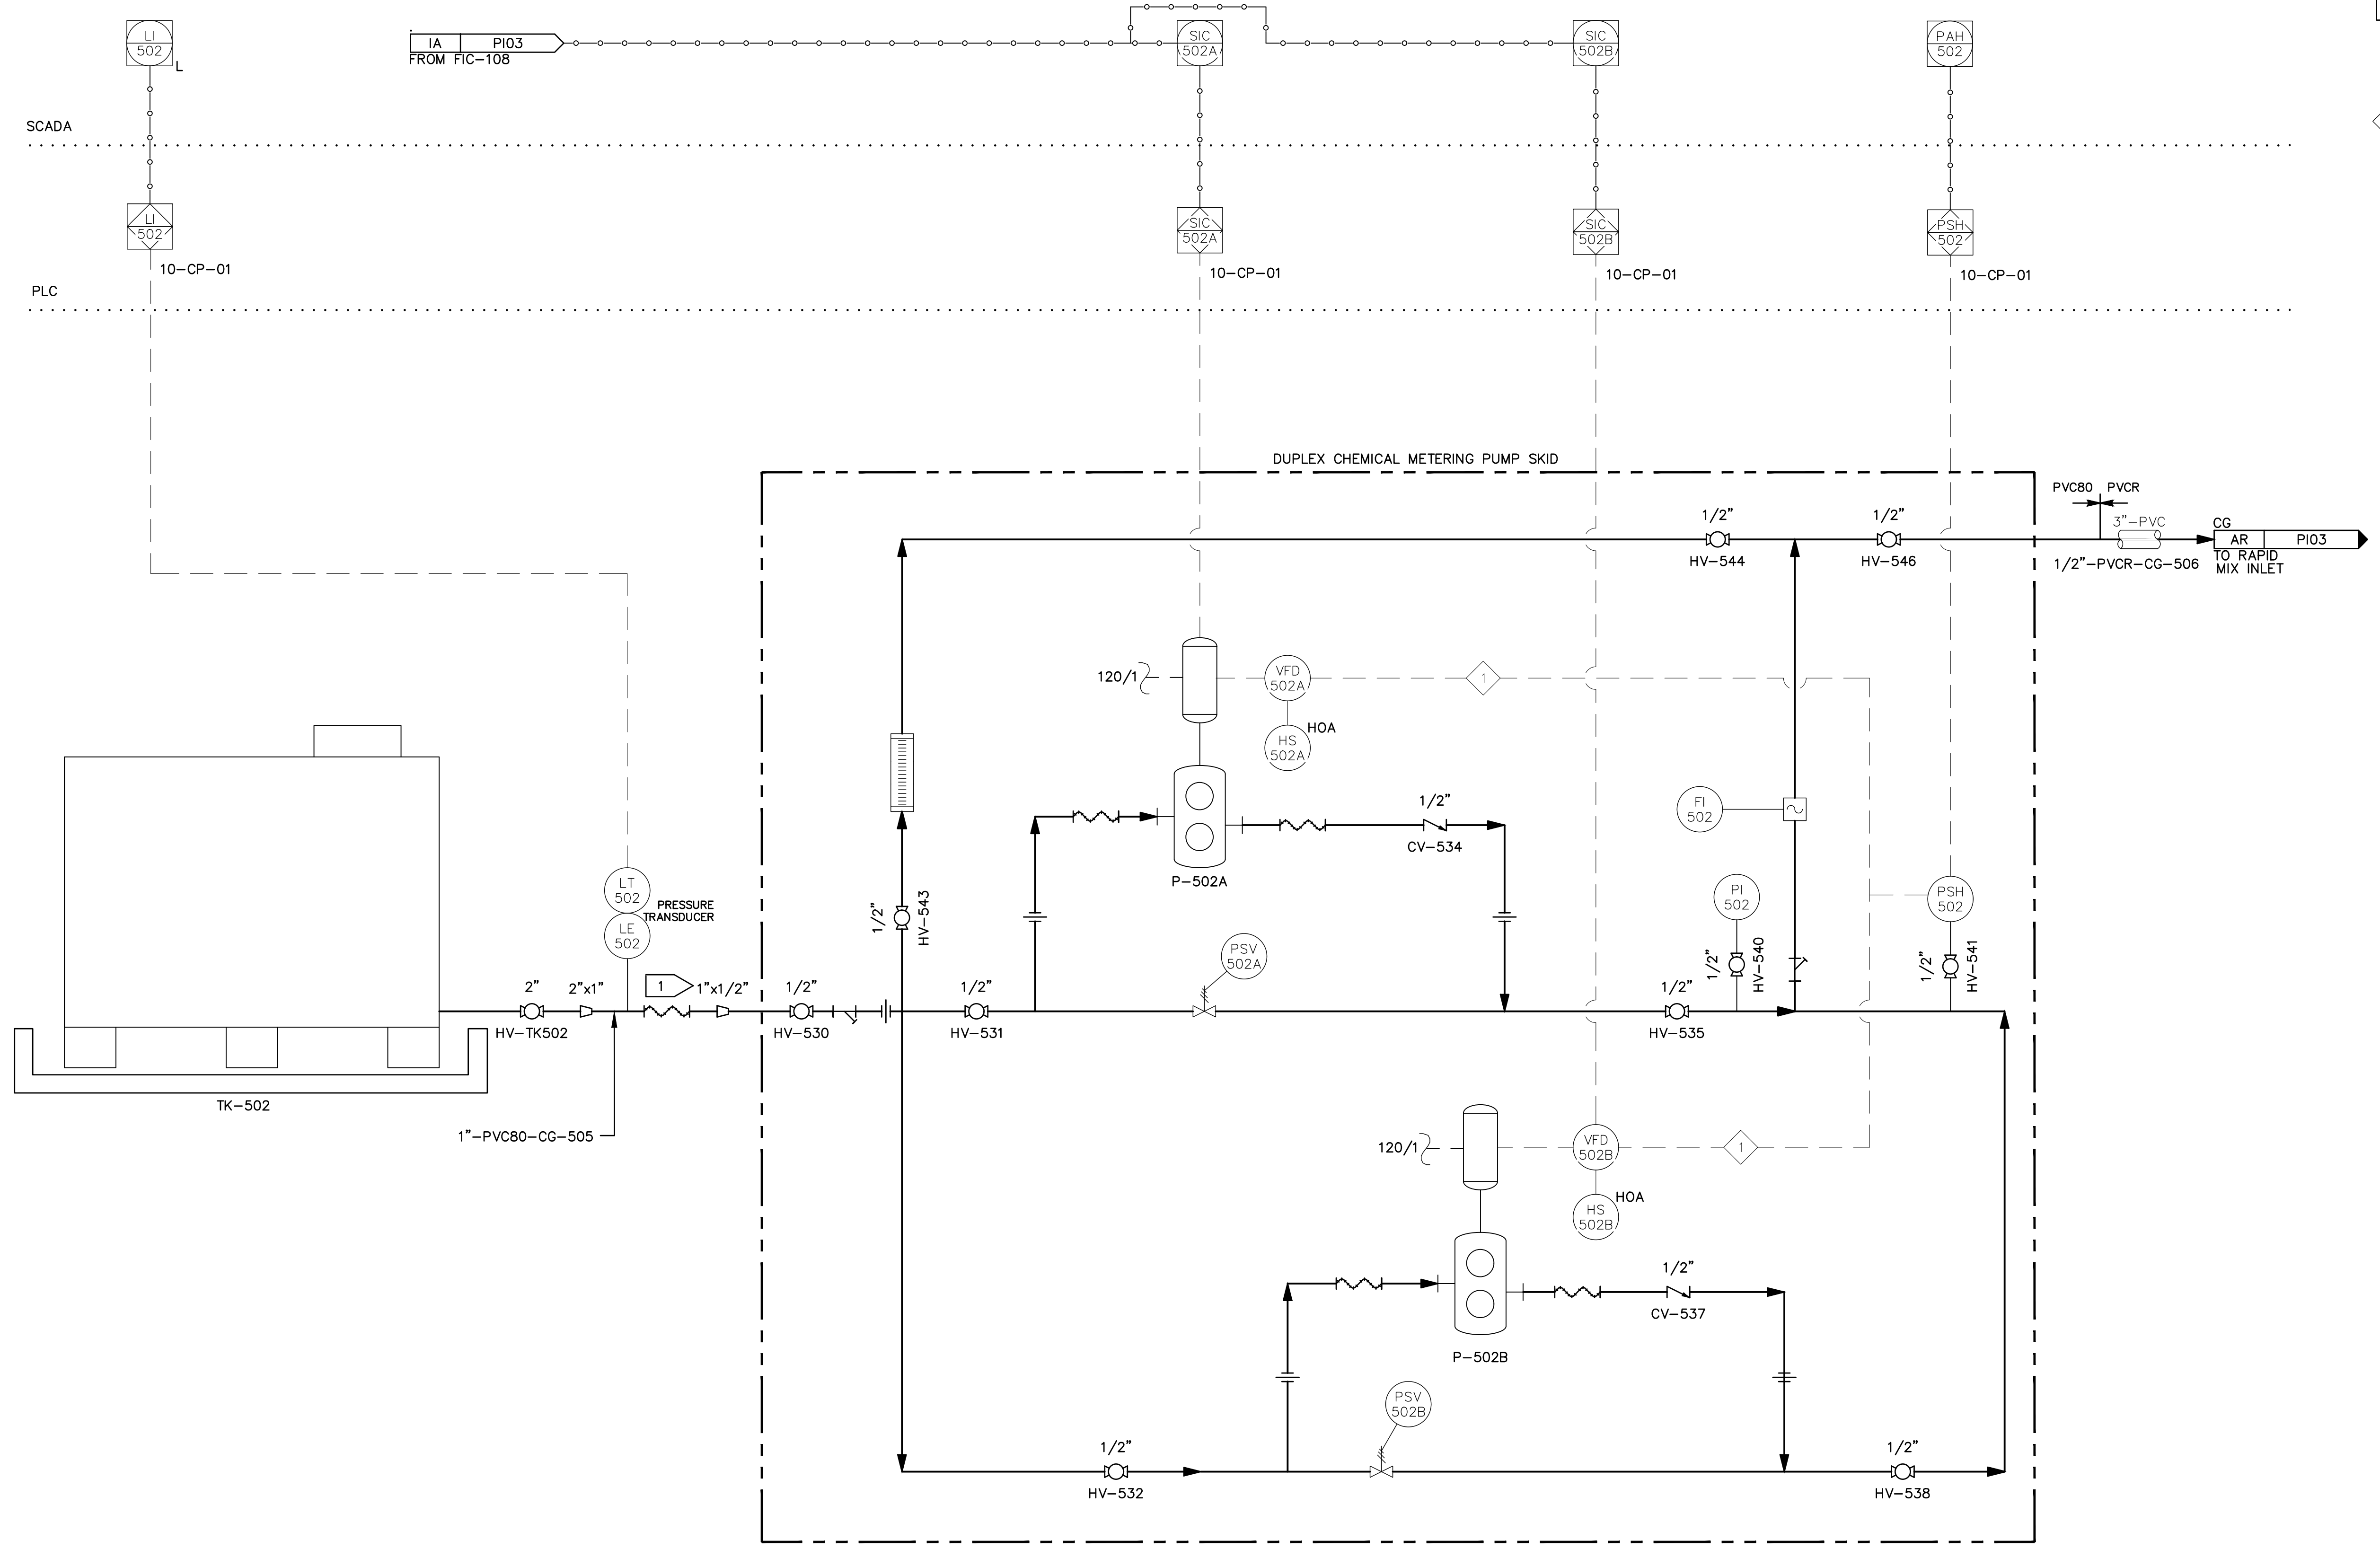 LI
502
L
IA PI03
FROM FIC-108
SIC
502A
SIC
502B
PAH
502
SCADA
LI
502
10-CP-01
SIC
502A
10-CP-01
SIC
502B
10-CP-01
PSH
502
10-CP-01
PLC
DUPLEX CHEMICAL METERING PUMP SKID
PVC80 PVCR
3"-PVC
CG
AR PI03
TO RAPID
MIX INLET
1/2"-PVCR-CG-506
1/2"
HV-544
1/2"
HV-546
120/1
VFD
502A
1
HS
502A
HOA
FI
502
1/2"
CV-534
P-502A
LT
502
LE
502
PRESSURE
TRANSDUCER
1/2"
HV-543
PSV
502A
PI
502
1/2"
HV-540
PSH
502
1/2"
HV-541
2"
HV-TK502
2"x1"
1
1"x1/2"
1/2"
HV-530
1/2"
HV-531
1/2"
HV-535
TK-502
1"-PVC80-CG-505
120/1
VFD
502B
1
HS
502B
HOA
1/2"
CV-537
P-502B
PSV
502B
1/2"
HV-532
1/2"
HV-538